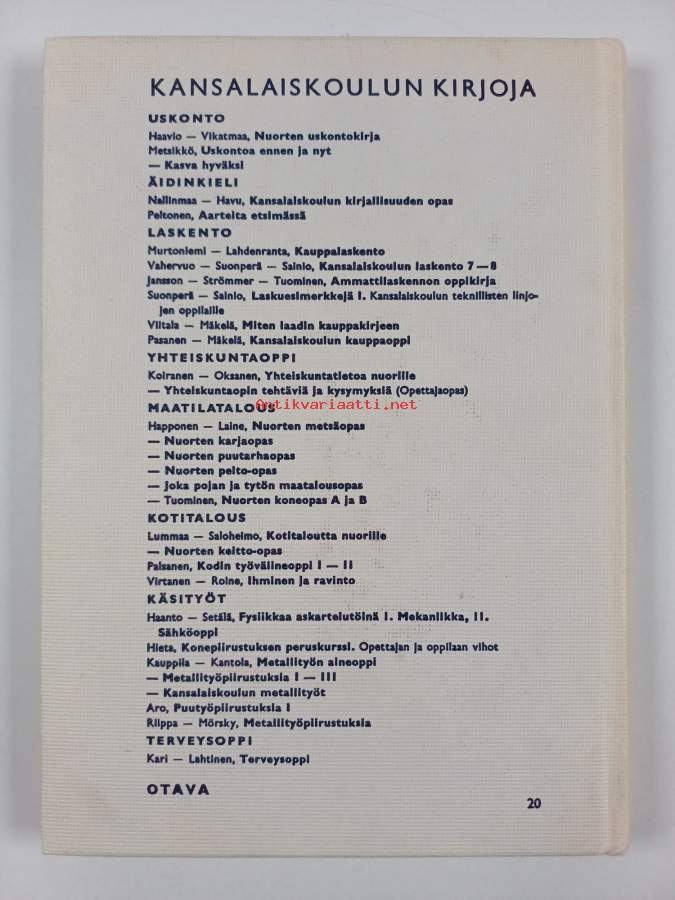 KANSALAISKOULUN KIRJOJA
USKONTO
Haavio — Vikatmaa, Nuorten uskontokirja
Metsikkö, Uskontoa ennen ja nyt
— Kasva hyväksi
ÄIDINKIELI
Nallinmaa — Havu, Kansalaiskoulun kirjallisuuden opas
Peltonen, Aarteita etsimässä
LASKENTO
Murtoniemi — Lahdenranta, Kauppalaskento
Vahervuo — Suonperä — Sainio, Kansalaiskoulun laskento 7—8
Jansson — Strömmer — Tuominen, Ammattilaskennon oppikirja
Suonperä — Sainio, Laskuesimerkkejä I. Kansalaiskoulun teknillisten linjo-
jen oppilaille
Viitala — Mäkelä, Miten laadin kauppakirjeen
Pasanen — Mäkelä, Kansalaiskoulun kauppaoppi
YHTEISKUNTAOPPI
Koiranen — Oksanen, Yhteiskuntatietoa nuorille
— Yhteiskuntaopin tehtäviä ja kysymyksiä (Opettajaopas)
Antikvariaatti.net
MAATILATALOUS
Happonen — Laine, Nuorten metsäopas
— Nuorten karjaopas
— Nuorten puutarhaopas
— Nuorten pelto-opas
— Joka pojan ja tytön maatalousopas
— Tuominen, Nuorten koneopas A ja B
KOTITALOUS
Lummaa — Saloheimo, Kotitaloutta nuorille
— Nuorten keitto-opas
Palsanen, Kodin työvälineoppi I — II
Virtanen — Roine, Ihminen ja ravinto
KÄSITYÖT
Haanto — Setälä, Fysiikkaa askartelutöinä I. Mekaniikka, II.
Sähköoppi
Hieta, Konepiirustuksen peruskurssi. Opettajan ja oppilaan vihot
Kauppila — Kantola, Metallityön aineoppi
— Metallityöpiirustuksia I — III
— Kansalaiskoulun metallityöt
Aro, Puutyöpiirustuksia I
Riippa — Mörsky, Metallityöpiirustuksia
TERVEYSOPPI
Kari — Lahtinen, Terveysoppi
OTAVA
20